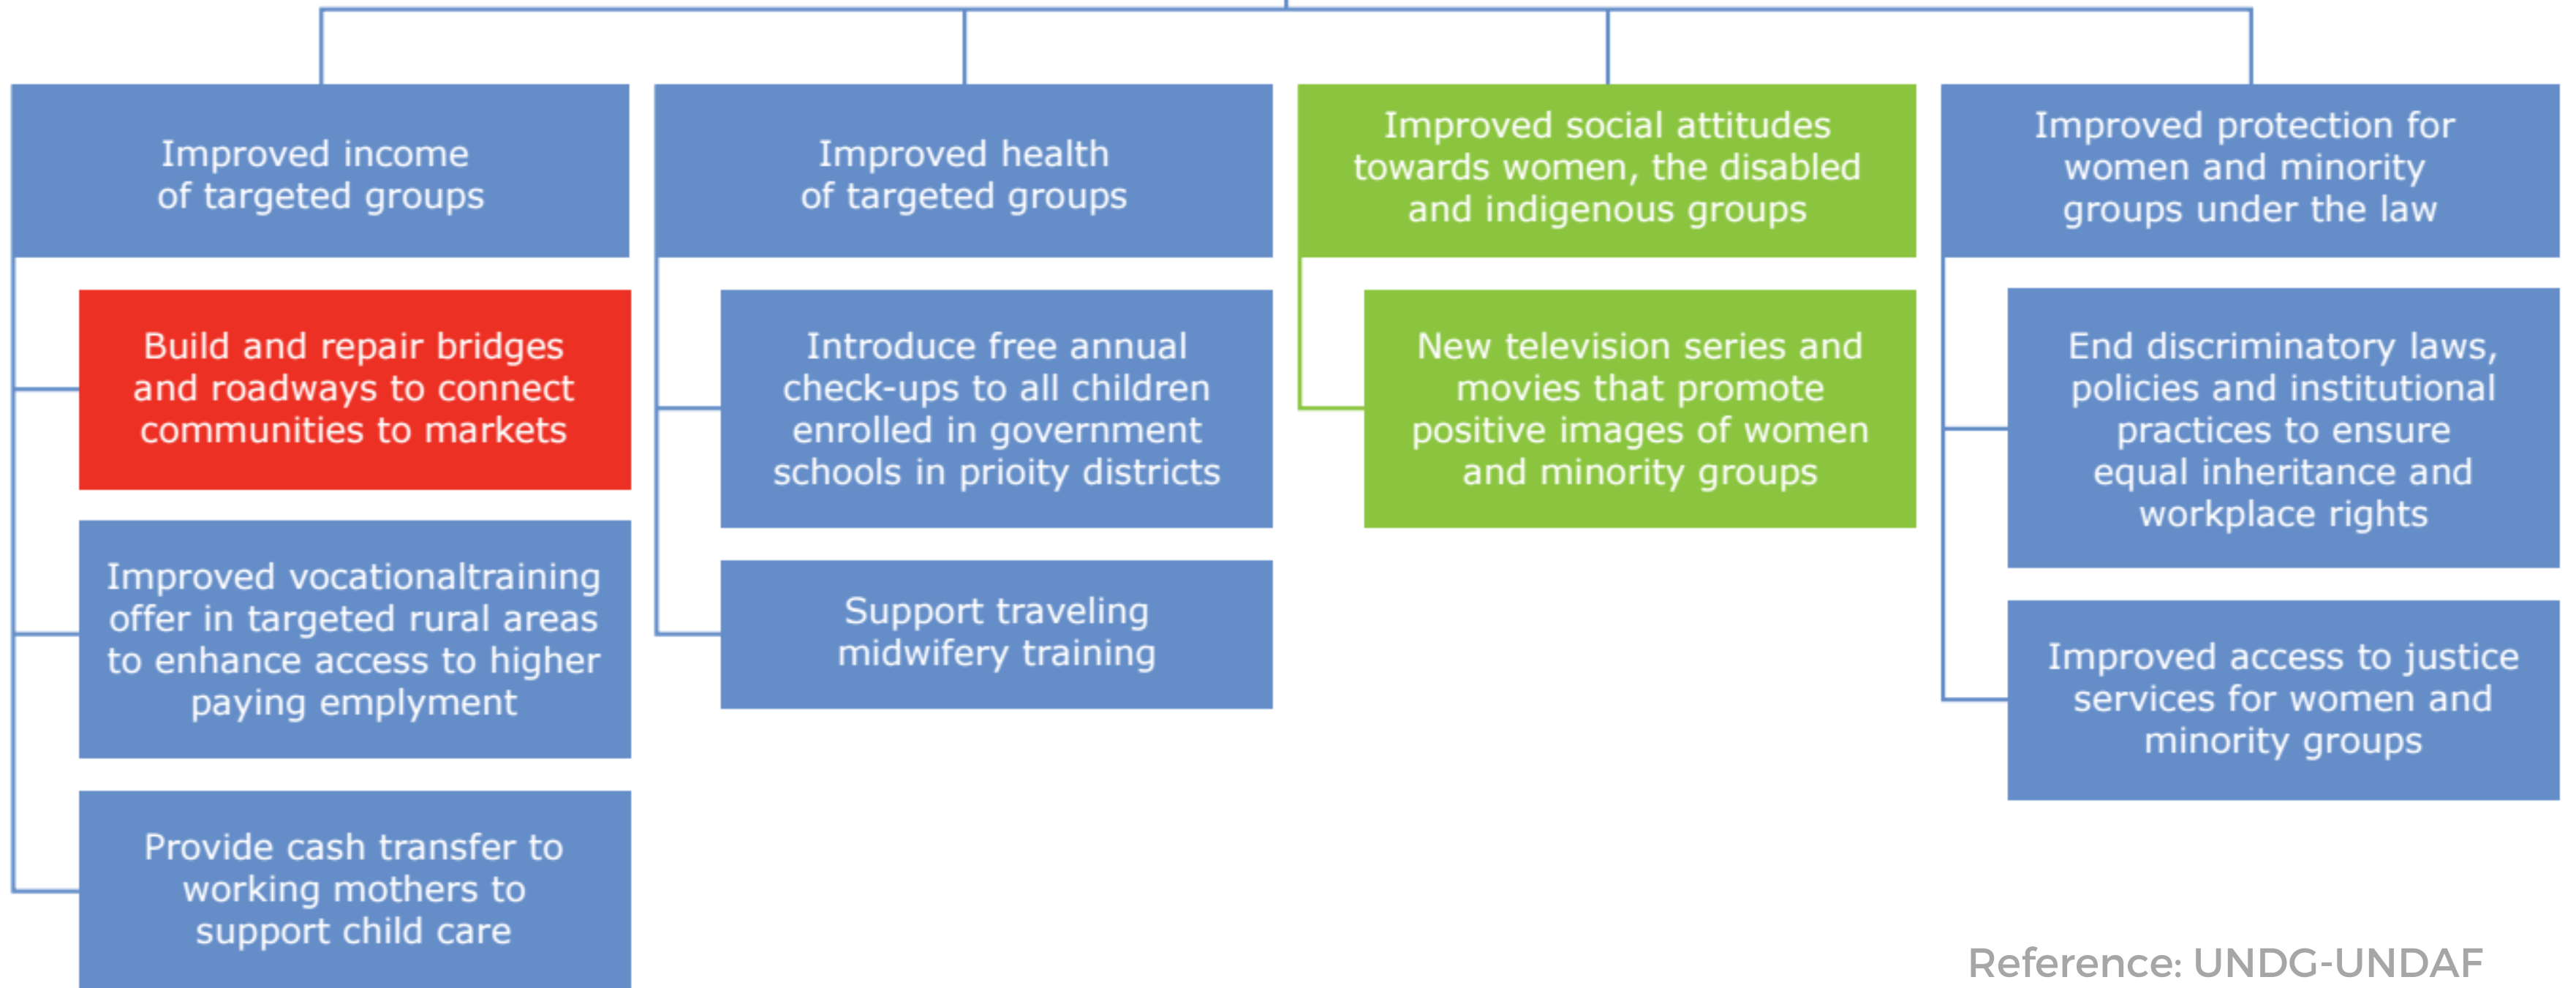 Improved income
of targeted groups
Build and repair bridges
and roadways to connect
communities to markets
Improved vocationaltraining
offer in targeted rural areas
to enhance access to higher
paying emplyment
Provide cash transfer to
working mothers to
support child care
Improved health
of targeted groups
Introduce free annual
check-ups to all children
enrolled in government
schools in prioity districts
Support traveling
midwifery training
Improved social attitudes
towards women, the disabled
and indigenous groups
New television series and
movies that promote
positive images of women
and minority groups
Improved protection for
women and minority
groups under the law
End discriminatory laws,
policies and institutional
practices to ensure
equal inheritance and
workplace rights
Improved access to justice
services for women and
minority groups
Reference: UNDG-UNDAF